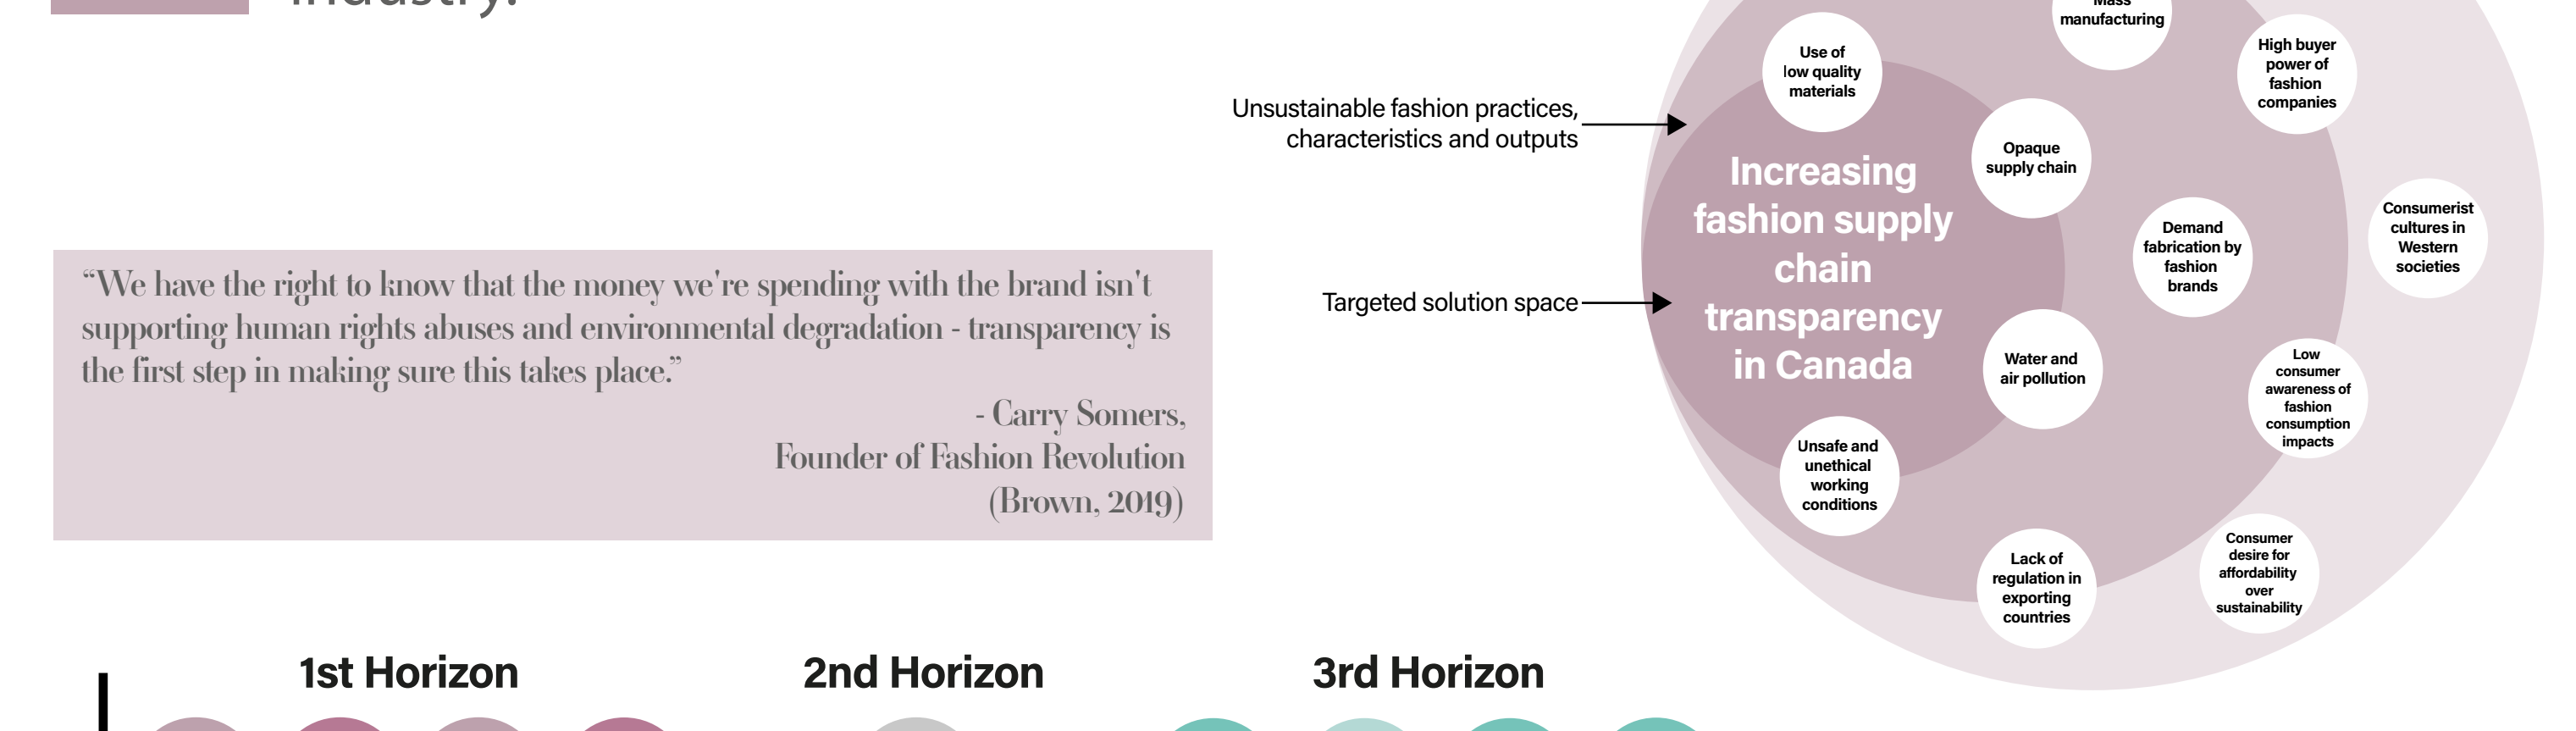 industry.
“We have the right to know that the money we're spending with the brand isn't
supporting human rights abuses and environmental degradation - transparency is
the first step in making sure this takes place.”
- Carry Somers,
Founder of Fashion Revolution
(Brown, 2019)
Unsustainable fashion practices,
characteristics and outputs
Targeted solution space
Mass
manufacturing
Use of
low quality
materials
High buyer
power of
fashion
companies
Opaque
supply chain
Increasing
fashion supply
chain
transparency
in Canada
Demand
fabrication by
fashion
brands
Consumerist
cultures in
Western
societies
Water and
air pollution
Low
consumer
awareness of
fashion
consumption
impacts
Unsafe and
unethical
working
conditions
Lack of
regulation in
exporting
countries
Consumer
desire for
affordability
over
sustainability
1st Horizon
2nd Horizon
3rd Horizon